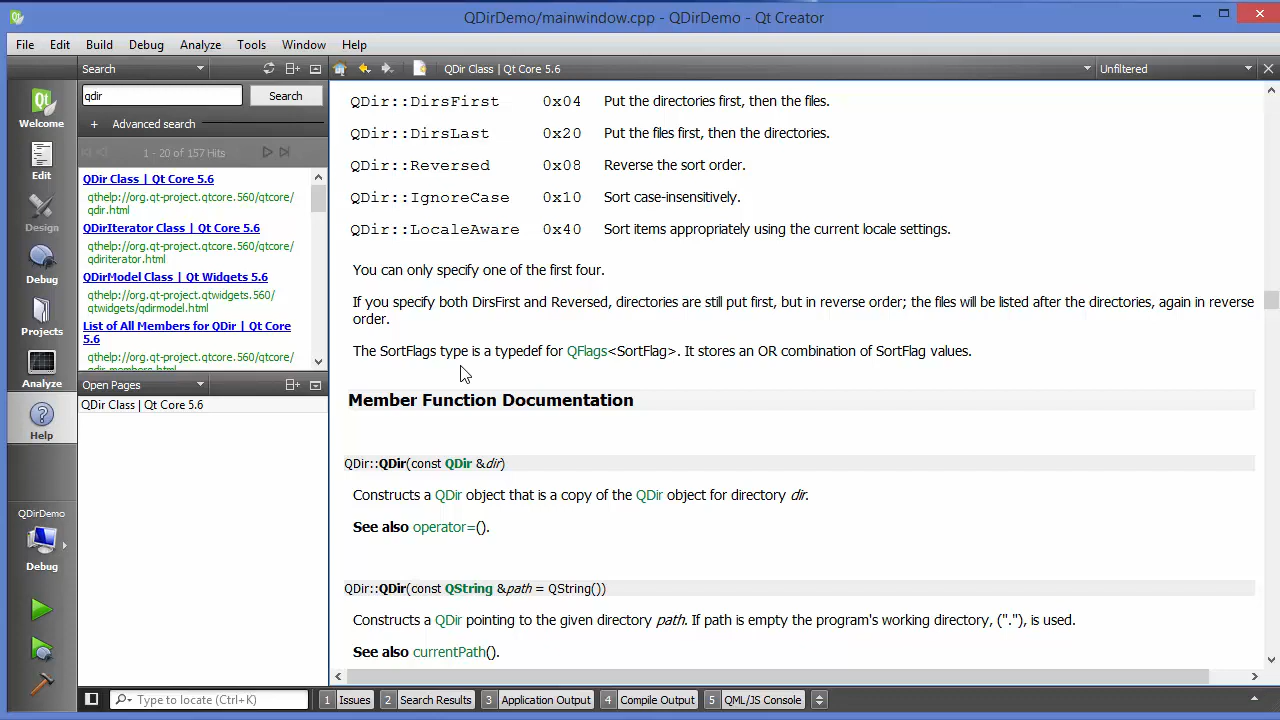 QDirDemo/mainwindow.cpp - QDirDemo - Qt Creator
File Edit Build Debug Analyze Tools Window Help
Search
QDir Class | Qt Core 5.6
Unfiltered
qdir
Search
+ Advanced search
1 - 20 of 157 Hits
QDir Class | Qt Core 5.6
qthelp://org.qt-project.qtcore.560/qtcore/
qdir.html
QDirIterator Class | Qt Core 5.6
qthelp://org.qt-project.qtcore.560/qtcore/
qdiriterator.html
QDirModel Class | Qt Widgets 5.6
qthelp://org.qt-project.qtwidgets.560/
qtwidgets/qdirmodel.html
List of All Members for QDir | Qt Core
5.6
qthelp://org.qt-project.qtcore.560/qtcore/
qdir-members.html
Open Pages
QDir Class | Qt Core 5.6
Qt
Welcome
Edit
Design
Debug
Projects
Analyze
Help
QDirDemo
Debug
QDir::DirsFirst 0x04 Put the directories first, then the files.
QDir::DirsLast 0x20 Put the files first, then the directories.
QDir::Reversed 0x08 Reverse the sort order.
QDir::IgnoreCase 0x10 Sort case-insensitively.
QDir::LocaleAware 0x40 Sort items appropriately using the current locale settings.
You can only specify one of the first four.
If you specify both DirsFirst and Reversed, directories are still put first, but in reverse order; the files will be listed after the directories, again in reverse
order.
The SortFlags type is a typedef for QFlags<SortFlag>. It stores an OR combination of SortFlag values.
Member Function Documentation
QDir::QDir(const QDir &dir)
Constructs a QDir object that is a copy of the QDir object for directory dir.
See also operator=().
QDir::QDir(const QString &path = QString())
Constructs a QDir pointing to the given directory path. If path is empty the program's working directory, ("."), is used.
See also currentPath().
Type to locate (Ctrl+K)
1 Issues 2 Search Results 3 Application Output 4 Compile Output 5 QML/JS Console